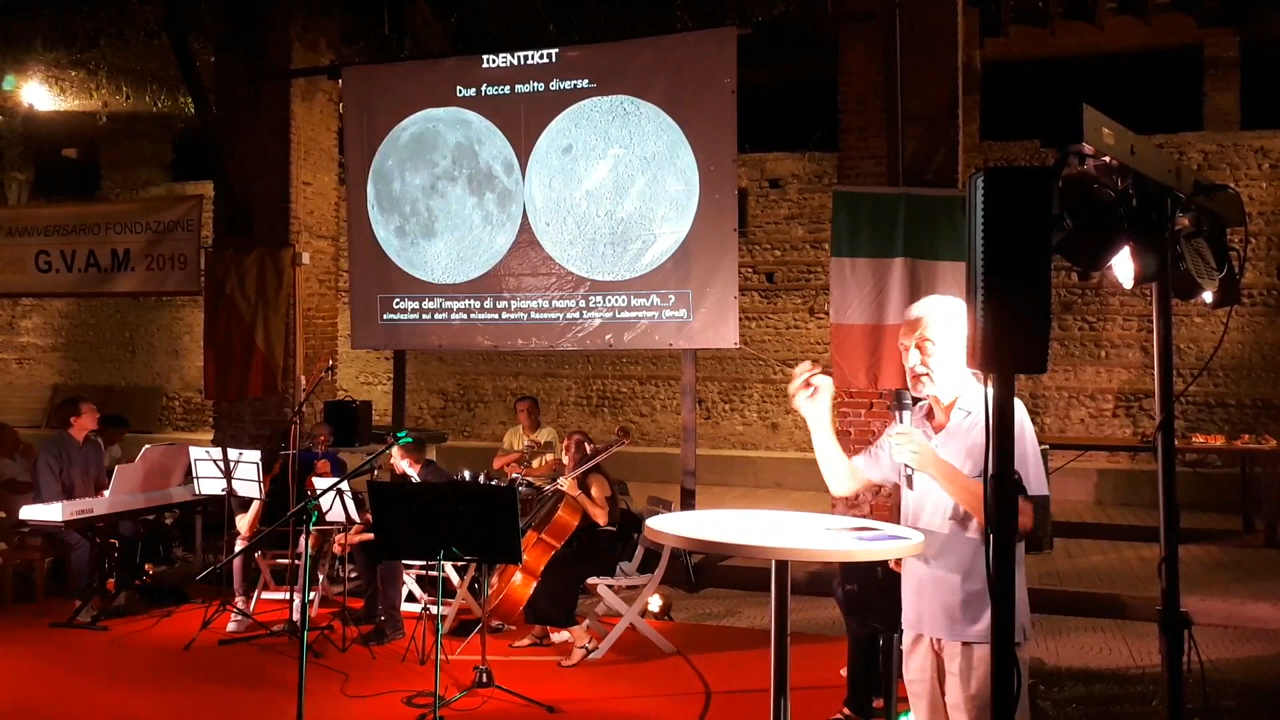 IDENTIKIT
Due facce molto diverse...
Colpa dell'impatto di un pianeta nano a 25.000 km/h...?
simulazioni sui dati della missione Gravity Recovery and Interior Laboratory (Grail)
ANNIVERSARIO FONDAZIONE
G.V.A.M. 2019
YAMAHA